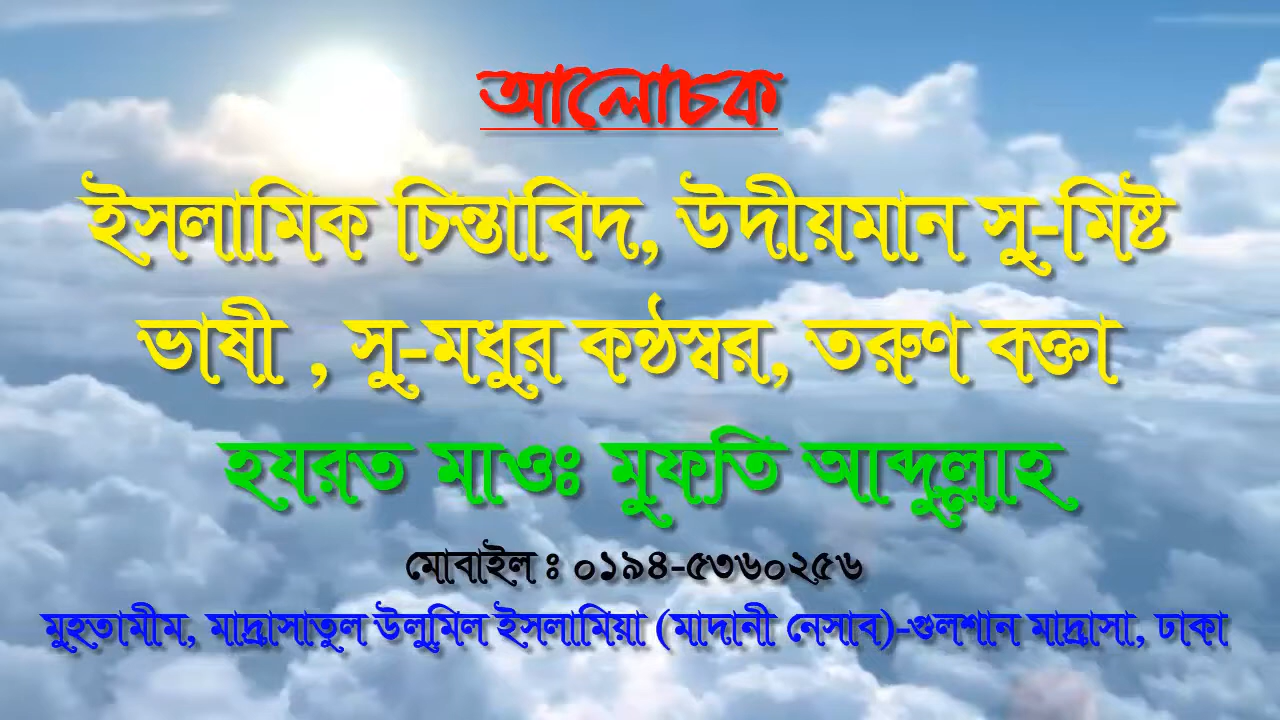 আলোচক
ইসলামিক চিন্তাবিদ, উদীয়মান সু-মিষ্ট
ভাষী , সু-মধুর কন্ঠস্বর, তরুণ বক্তা
হযরত মাওঃ মুফতি আব্দুল্লাহ
মোবাইল ঃ ০১৯৪-৫৩৬০২৫৬
মুহতামীম, মাদ্রাসাতুল উলুমিল ইসলামিয়া (মাদানী নেসাব)-গুলশান মাদ্রাসা, ঢাকা